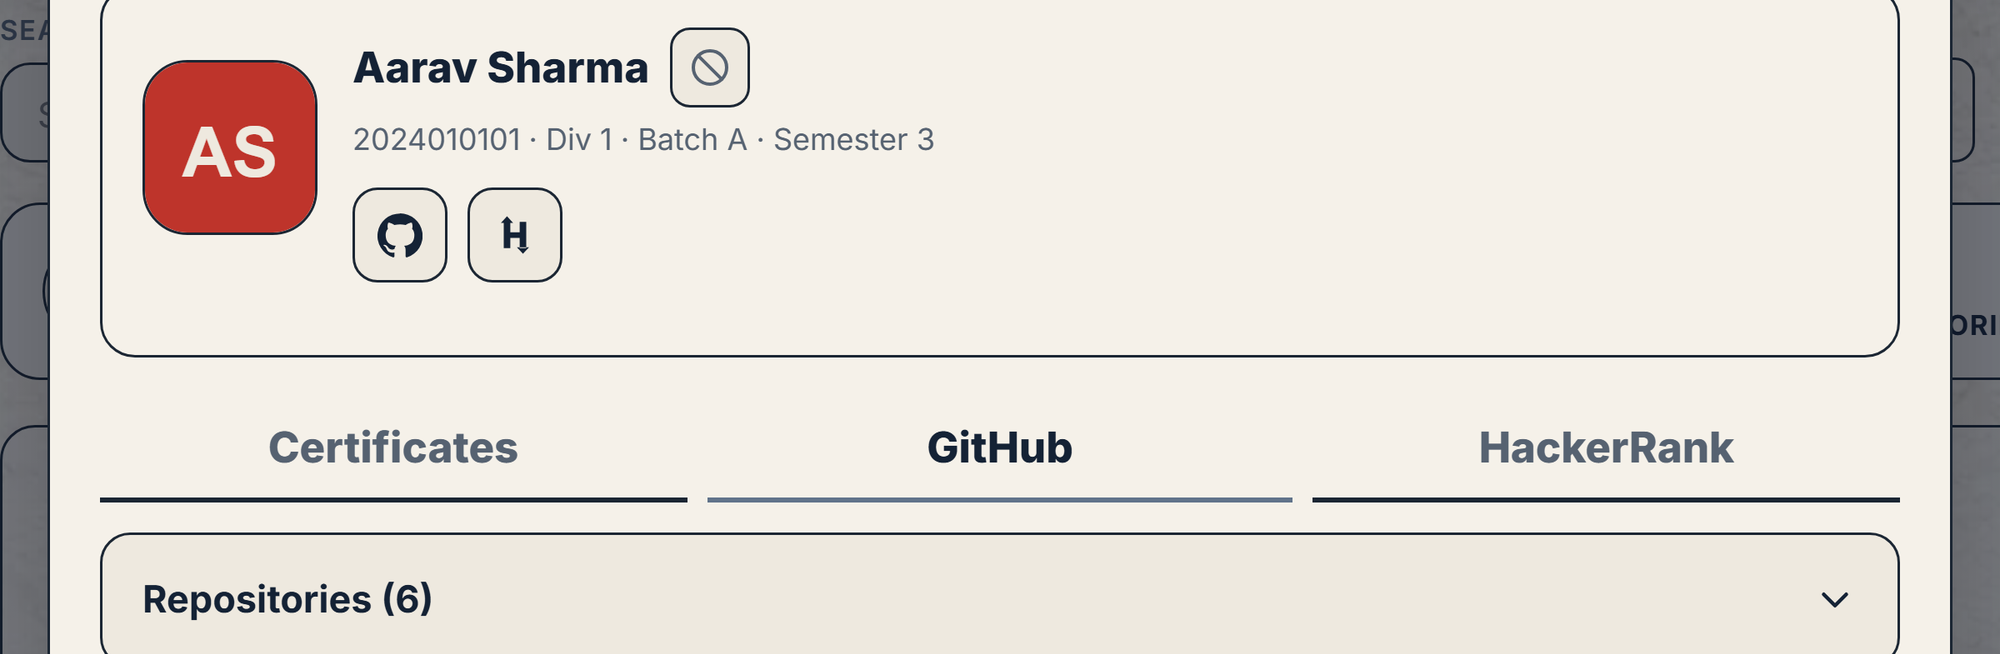 Aarav Sharma
2024010101 · Div 1 · Batch A · Semester 3
AS
Certificates
GitHub
HackerRank
Repositories (6)